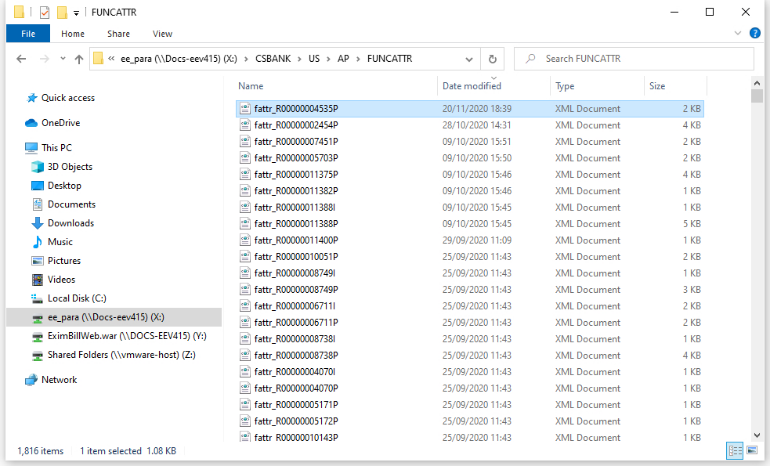 FUNCATTR
File Home Share View
« ee_para (\\Docs-eev415) (X:) > CSBANK > US > AP > FUNCATTR
Search FUNCATTR
Quick access
OneDrive
This PC
3D Objects
Desktop
Documents
Downloads
Music
Pictures
Videos
Local Disk (C:)
ee_para (\\Docs-eev415) (X:)
EximBillWeb.war (\\DOCS-EEV415) (Y:)
Shared Folders (\\vmware-host) (Z:)
Network
Name Date modified Type Size
fattr_R00000004535P 20/11/2020 18:39 XML Document 2 KB
fattr_R00000002454P 28/10/2020 14:31 XML Document 4 KB
fattr_R00000007451P 09/10/2020 15:51 XML Document 2 KB
fattr_R00000005703P 09/10/2020 15:50 XML Document 2 KB
fattr_R00000011375P 09/10/2020 15:46 XML Document 4 KB
fattr_R00000011382P 09/10/2020 15:46 XML Document 1 KB
fattr_R00000011388I 09/10/2020 15:45 XML Document 1 KB
fattr_R00000011388P 09/10/2020 15:45 XML Document 5 KB
fattr_R00000011400P 29/09/2020 11:09 XML Document 1 KB
fattr_R00000010051P 25/09/2020 11:43 XML Document 2 KB
fattr_R00000008749I 25/09/2020 11:43 XML Document 1 KB
fattr_R00000008749P 25/09/2020 11:43 XML Document 3 KB
fattr_R00000006711I 25/09/2020 11:43 XML Document 2 KB
fattr_R00000006711P 25/09/2020 11:43 XML Document 2 KB
fattr_R00000008738I 25/09/2020 11:43 XML Document 1 KB
fattr_R00000008738P 25/09/2020 11:43 XML Document 4 KB
fattr_R00000004070I 25/09/2020 11:43 XML Document 1 KB
fattr_R00000004070P 25/09/2020 11:43 XML Document 1 KB
fattr_R00000005171P 25/09/2020 11:43 XML Document 1 KB
fattr_R00000005172P 25/09/2020 11:43 XML Document 1 KB
fattr_R00000010143P 25/09/2020 11:43 XML Document 1 KB
1,816 items 1 item selected 1.08 KB